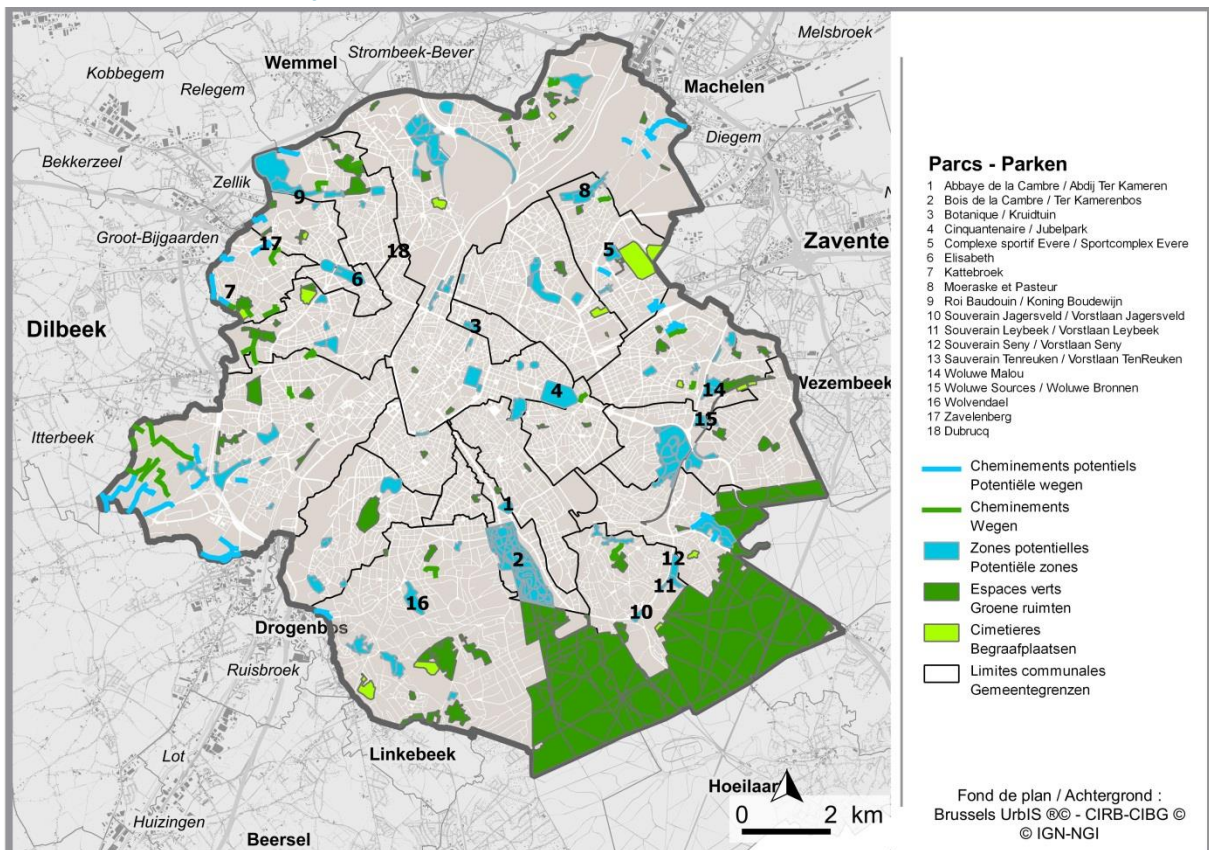 Melsbroek
Strombeek-Bever
Wemmel
Kobbegem
Relegem
Machelen
Diegem
Bekkerzeel
Zellik
8
9
Groot-Bijgaarden
17
18
5
Zavente
6
7
3
Dilbeek
4
14
Wezembeek
15
Itterbeek
1
2
12
11
16
10
Drogenbos
Ruisbroek
Linkebeek
Lot
Hoeilaar
Huizingen
Beersel
0 2 km
Parcs - Parken
1 Abbaye de la Cambre / Abdij Ter Kameren
2 Bois de la Cambre / Ter Kamerenbos
3 Botanique / Kruidtuin
4 Cinquantenaire / Jubelpark
5 Complexe sportif Evere / Sportcomplex Evere
6 Elisabeth
7 Kattebroek
8 Moeraske et Pasteur
9 Roi Baudouin / Koning Boudewijn
10 Souverain Jagersveld / Vorstlaan Jagersveld
11 Souverain Leybeek / Vorstlaan Leybeek
12 Souverain Seny / Vorstlaan Seny
13 Sauverain Tenreuken / Vorstlaan TenReuken
14 Woluwe Malou
15 Woluwe Sources / Woluwe Bronnen
16 Wolvendael
17 Zavelenberg
18 Dubrucq
Cheminements potentiels
Potentiële wegen
Cheminements
Wegen
Zones potentielles
Potentiële zones
Espaces verts
Groene ruimten
Cimetieres
Begraafplaatsen
Limites communales
Gemeentegrenzen
Fond de plan / Achtergrond :
Brussels UrbIS ®© - CIRB-CIBG ©
© IGN-NGI